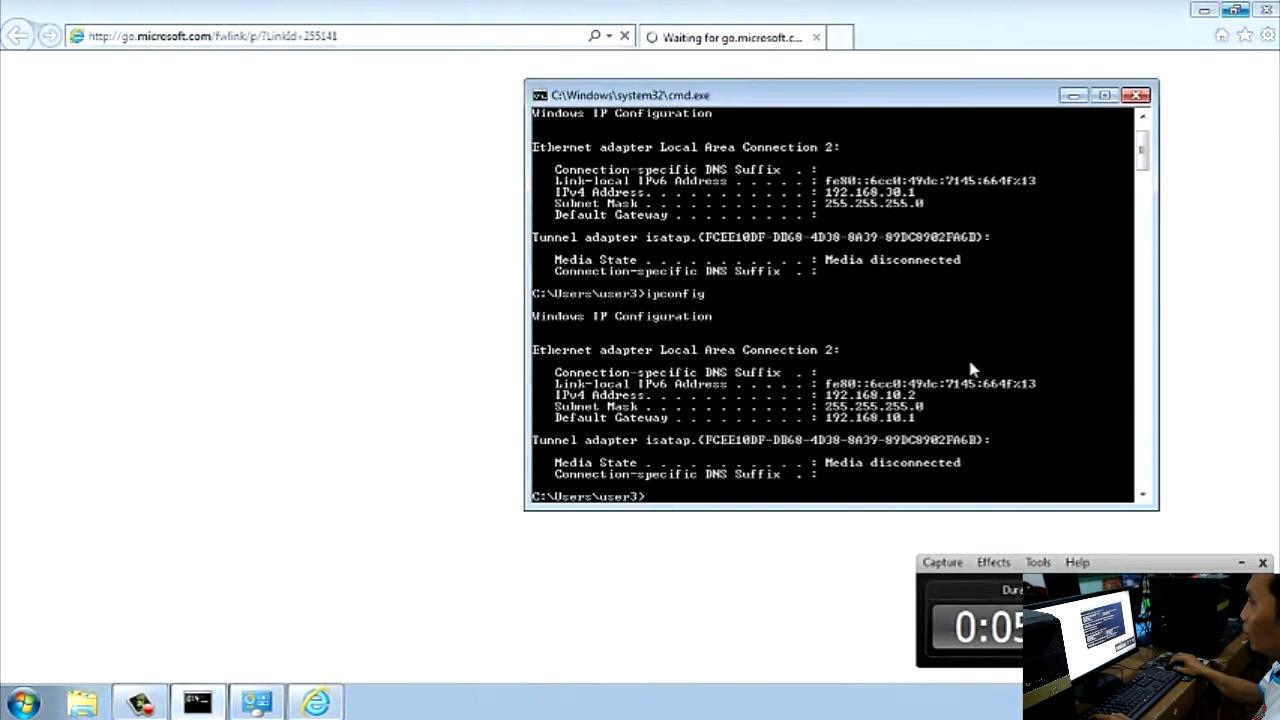 http://go.microsoft.com/fwlink/p/?LinkId=255141
Waiting for go.microsoft.c...
C:\Windows\system32\cmd.exe
Windows IP Configuration
Ethernet adapter Local Area Connection 2:
Connection-specific DNS Suffix . :
Link-local IPv6 Address . . . . . : fe80::6cc0:49dc:7145:664f%13
IPv4 Address. . . . . . . . . . . : 192.168.30.1
Subnet Mask . . . . . . . . . . . : 255.255.255.0
Default Gateway . . . . . . . . . :
Tunnel adapter isatap.{FCEE10DF-DB68-4D38-8A39-89DC8902FA6B}:
Media State . . . . . . . . . . . : Media disconnected
Connection-specific DNS Suffix . :
C:\Users\user3>ipconfig
Windows IP Configuration
Ethernet adapter Local Area Connection 2:
Connection-specific DNS Suffix . :
Link-local IPv6 Address . . . . . : fe80::6cc0:49dc:7145:664f%13
IPv4 Address. . . . . . . . . . . : 192.168.10.2
Subnet Mask . . . . . . . . . . . : 255.255.255.0
Default Gateway . . . . . . . . . : 192.168.10.1
Tunnel adapter isatap.{FCEE10DF-DB68-4D38-8A39-89DC8902FA6B}:
Media State . . . . . . . . . . . : Media disconnected
Connection-specific DNS Suffix . :
C:\Users\user3>
Capture Effects Tools Help
Dura
0:05